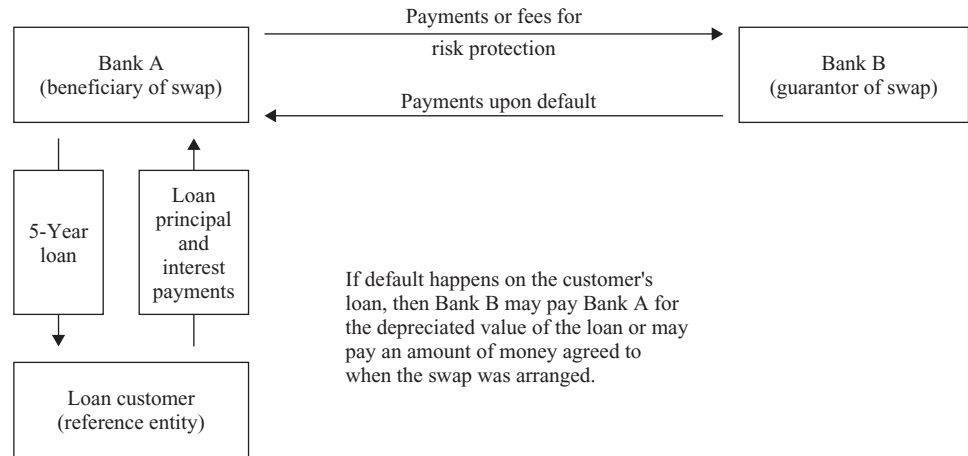 Payments or fees for
risk protection
Bank A
(beneficiary of swap)
Bank B
(guarantor of swap)
Payments upon default
5-Year
loan
Loan
principal
and
interest
payments
If default happens on the customer's
loan, then Bank B may pay Bank A for
the depreciated value of the loan or may
pay an amount of money agreed to
when the swap was arranged.
Loan customer
(reference entity)